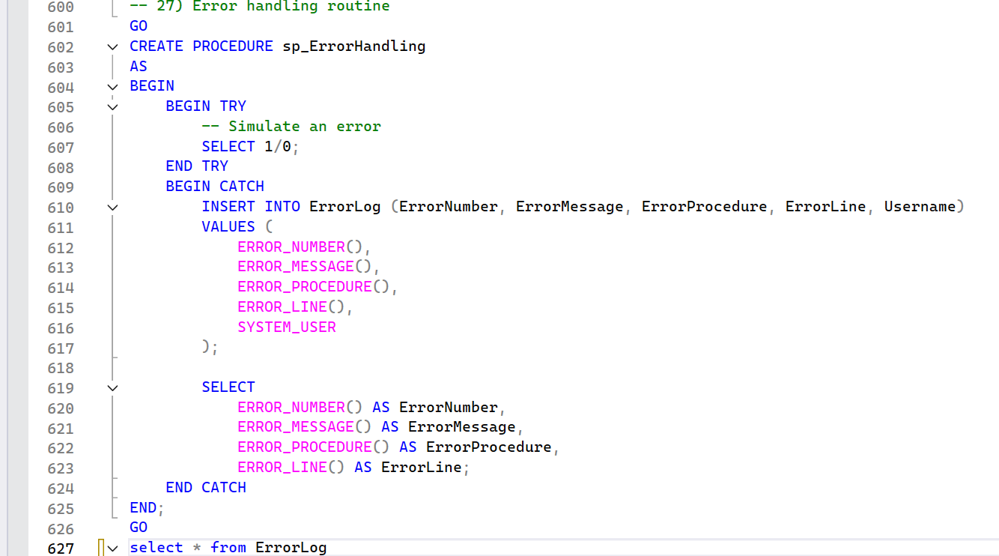 600 -- 27) Error handling routine
601 GO
602 CREATE PROCEDURE sp_ErrorHandling
603 AS
604 BEGIN
605     BEGIN TRY
606         -- Simulate an error
607         SELECT 1/0;
608     END TRY
609     BEGIN CATCH
610         INSERT INTO ErrorLog (ErrorNumber, ErrorMessage, ErrorProcedure, ErrorLine, Username)
611         VALUES (
612             ERROR_NUMBER(),
613             ERROR_MESSAGE(),
614             ERROR_PROCEDURE(),
615             ERROR_LINE(),
616             SYSTEM_USER
617         );
618
619         SELECT
620             ERROR_NUMBER() AS ErrorNumber,
621             ERROR_MESSAGE() AS ErrorMessage,
622             ERROR_PROCEDURE() AS ErrorProcedure,
623             ERROR_LINE() AS ErrorLine;
624     END CATCH
625 END;
626 GO
627 select * from ErrorLog